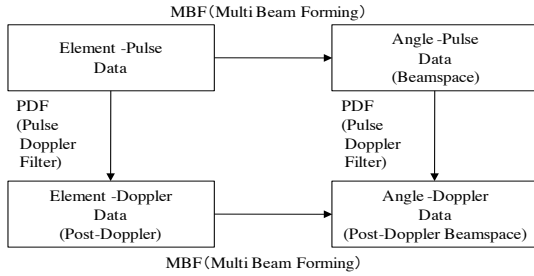 MBF(Multi Beam Forming)
Element -Pulse
Data
Angle -Pulse
Data
(Beamspace)
PDF
(Pulse
Doppler
Filter)
PDF
(Pulse
Doppler
Filter)
Element -Doppler
Data
(Post-Doppler)
Angle -Doppler
Data
(Post-Doppler Beamspace)
MBF(Multi Beam Forming)